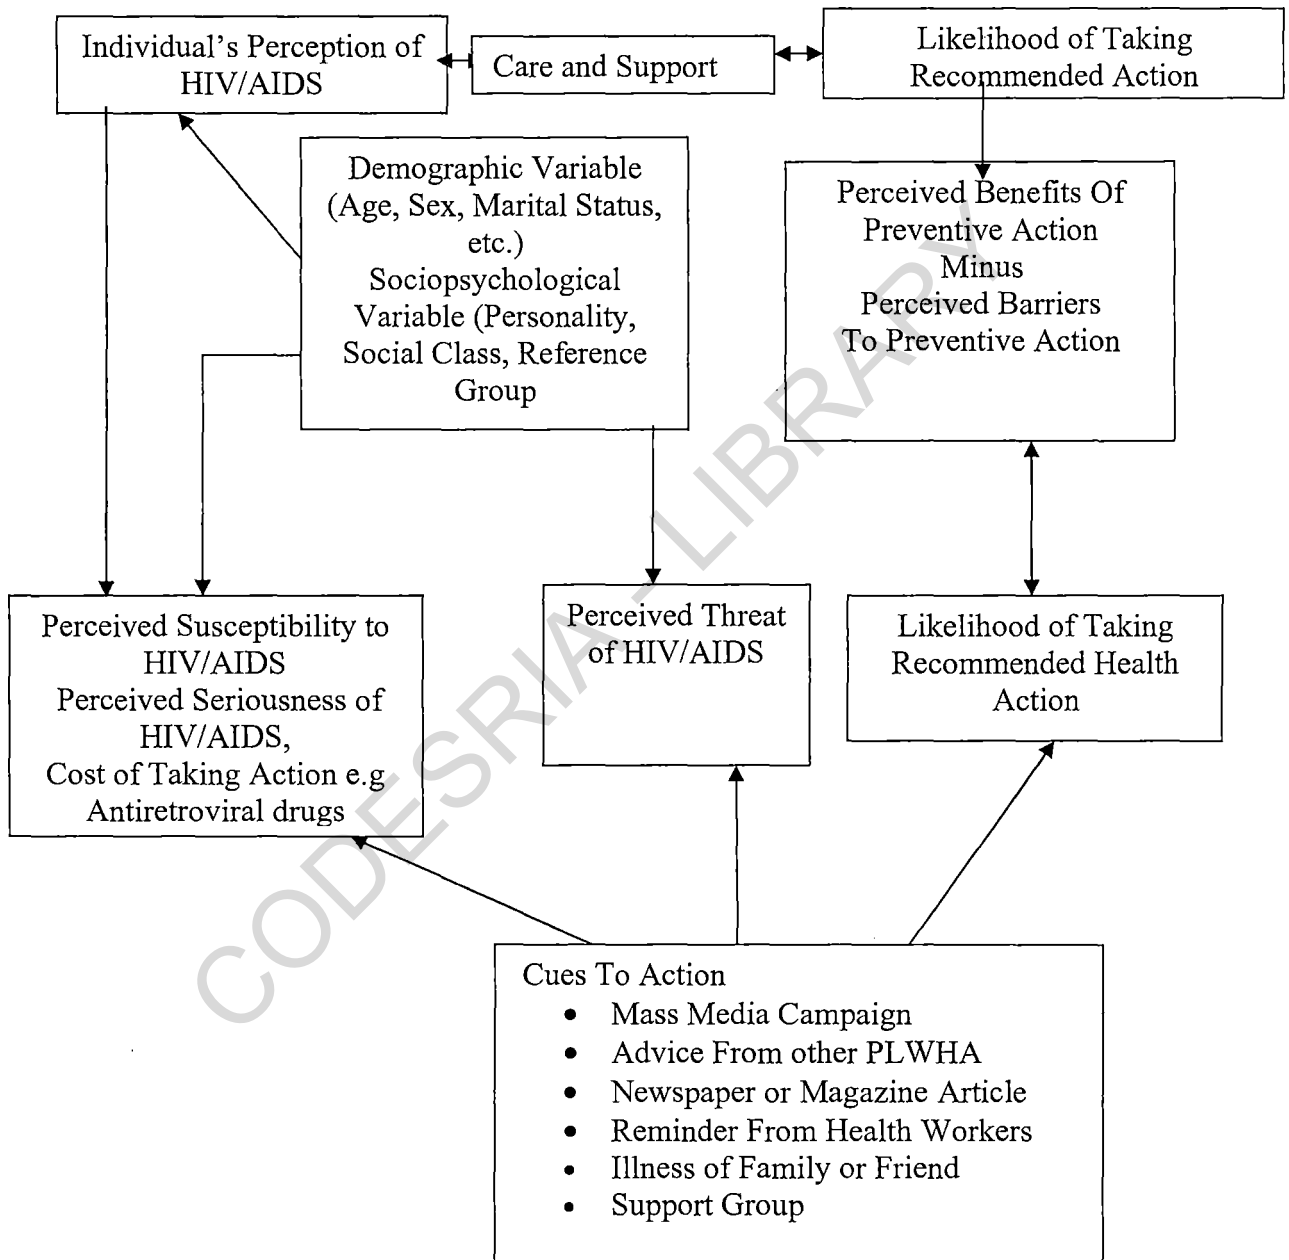 Individual's Perception of
HIV/AIDS
Care and Support
Likelihood of Taking
Recommended Action
Demographic Variable
(Age, Sex, Marital Status,
etc.)
Sociopsychological
Variable (Personality,
Social Class, Reference
Group
Perceived Benefits Of
Preventive Action
Minus
Perceived Barriers
To Preventive Action
Perceived Susceptibility to
HIV/AIDS
Perceived Seriousness of
HIV/AIDS,
Cost of Taking Action e.g
Antiretroviral drugs
Perceived Threat
of HIV/AIDS
Likelihood of Taking
Recommended Health
Action
Cues To Action
• Mass Media Campaign
• Advice From other PLWHA
• Newspaper or Magazine Article
• Reminder From Health Workers
• Illness of Family or Friend
• Support Group
CODESRIA - LIBRARY